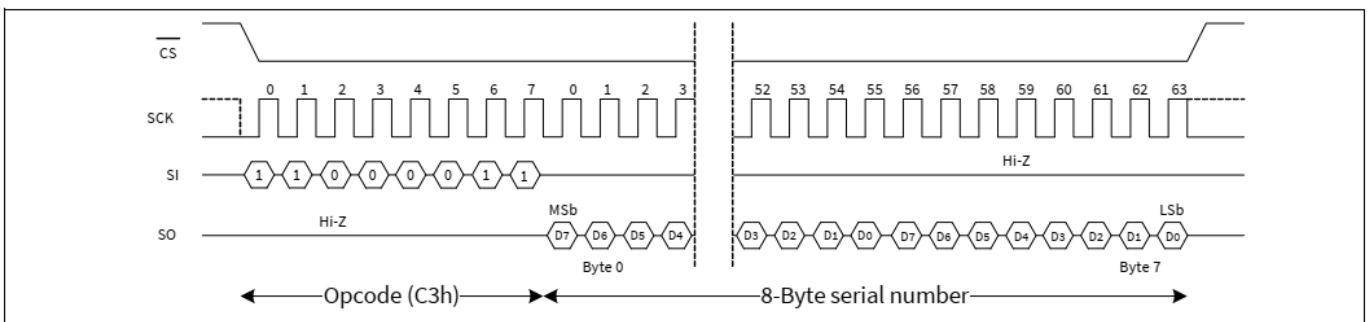 CS
0 1 2 3 4 5 6 7 0 1 2 3 52 53 54 55 56 57 58 59 60 61 62 63
SCK
Hi-Z
SI 1 1 0 0 0 0 1 1
MSb LSb
Hi-Z
SO D7 D6 D5 D4 D3 D2 D1 D0 D7 D6 D5 D4 D3 D2 D1 D0
Byte 0 Byte 7
Opcode (C3h) 8-Byte serial number